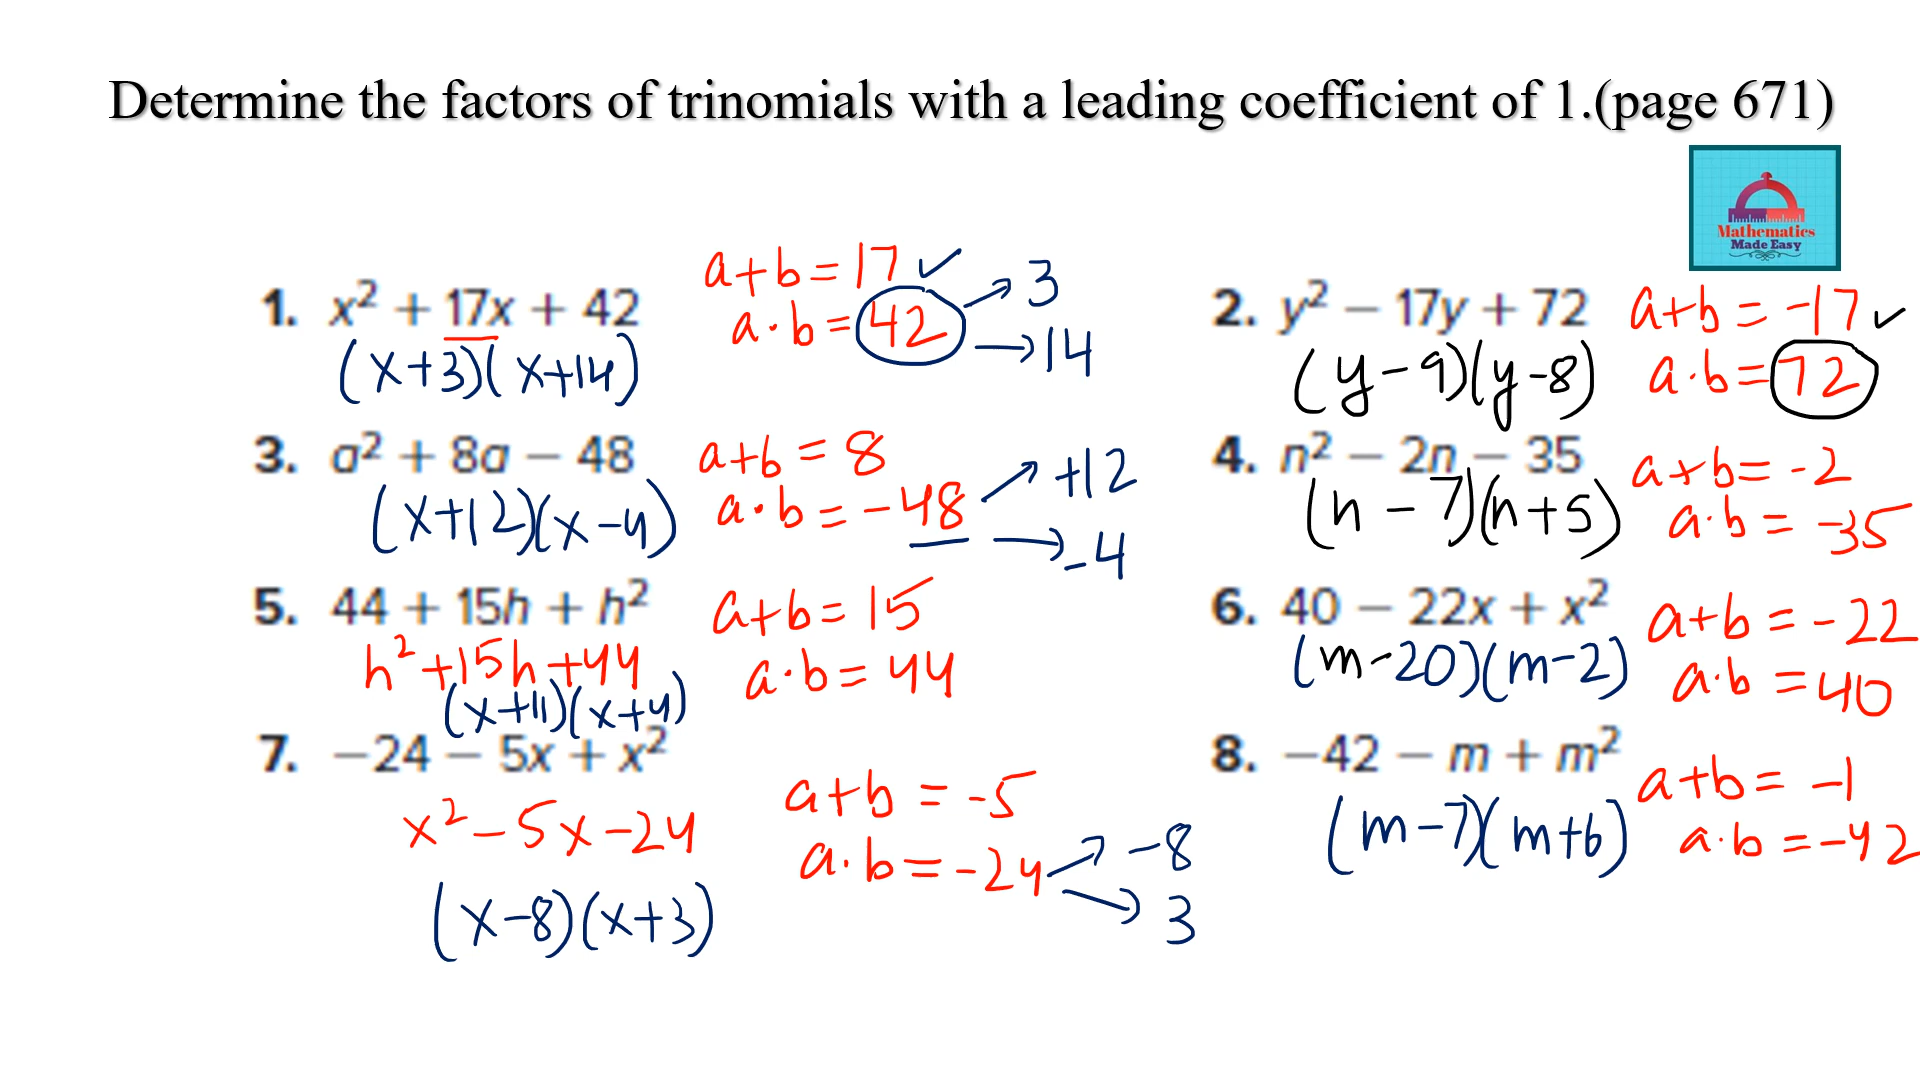 Determine the factors of trinomials with a leading coefficient of 1.(page 671)
Mathematics
Made Easy
1. x² + 17x + 42
(x+3)(x+14)
a+b=17 ✓
a·b=42
→ 3
→ 14
2. y² − 17y + 72
(y-9)(y-8)
a+b = -17 ✓
a·b=72
3. a² + 8a − 48
(x+12)(x-4)
a+b = 8
a·b = -48
→ +12
→ -4
4. n² − 2n − 35
(n-7)(n+5)
a+b= -2
a·b = -35
5. 44 + 15h + h²
h²+15h+44
(x+11)(x+4)
a+b= 15
a·b= 44
6. 40 − 22x + x²
(m-20)(m-2)
a+b = -22
a·b =40
7. −24 − 5x + x²
x²-5x-24
(x-8)(x+3)
a+b = -5
a·b= -24
→ -8
→ 3
8. −42 − m + m²
(m-7)(m+6)
a+b= -1
a·b =-42